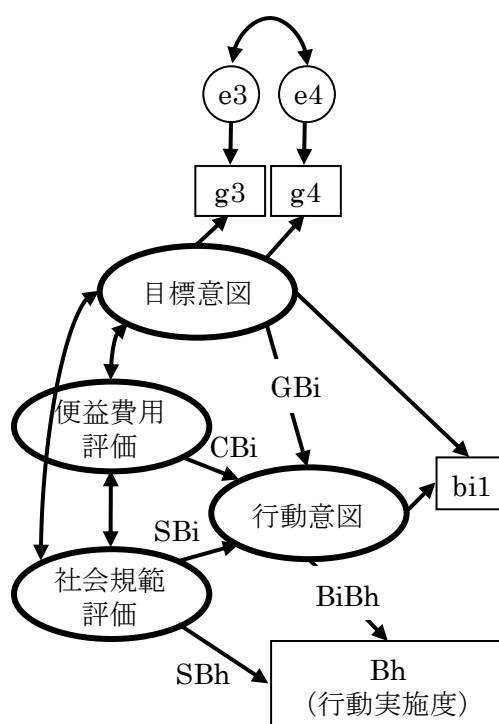 e3
e4
g3
g4
目標意図
GBi
便益費用
評価
CBi
bi1
行動意図
SBi
社会規範
評価
BiBh
SBh
Bh
（行動実施度）